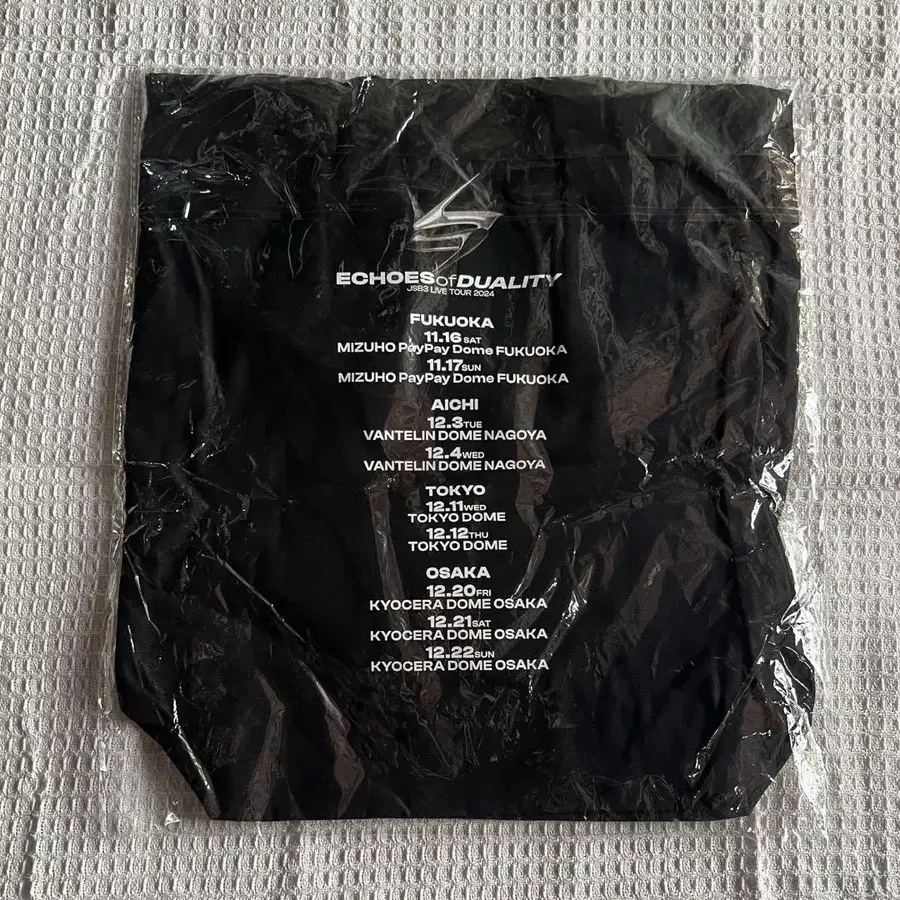 ECHOES of DUALITY
JSB3 LIVE TOUR 2024
FUKUOKA
11.16 SAT
MIZUHO PayPay Dome FUKUOKA
11.17 SUN
MIZUHO PayPay Dome FUKUOKA
AICHI
12.3 TUE
VANTELIN DOME NAGOYA
12.4 WED
VANTELIN DOME NAGOYA
TOKYO
12.11 WED
TOKYO DOME
12.12 THU
TOKYO DOME
OSAKA
12.20 FRI
KYOCERA DOME OSAKA
12.21 SAT
KYOCERA DOME OSAKA
12.22 SUN
KYOCERA DOME OSAKA